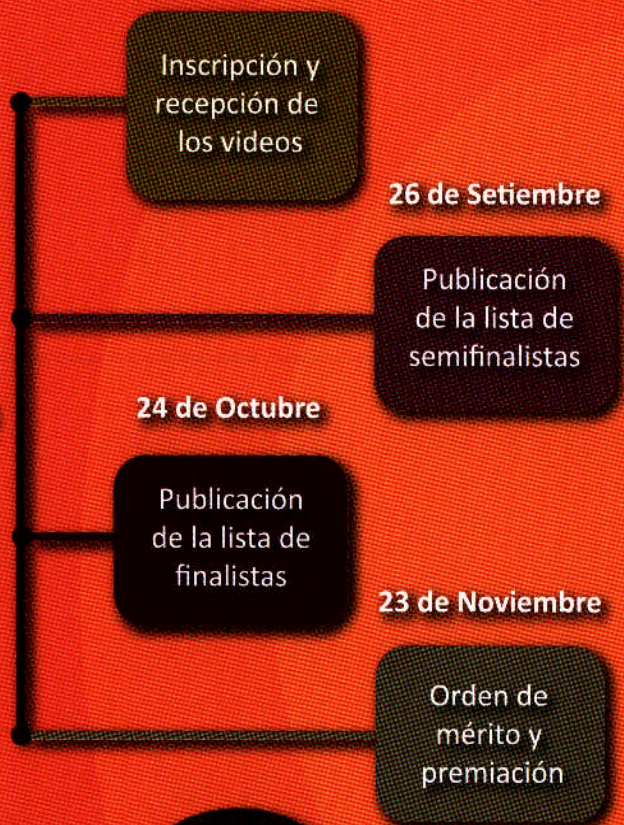 Inscripción y
recepción de
los videos
26 de Setiembre
Publicación
de la lista de
semifinalistas
24 de Octubre
Publicación
de la lista de
finalistas
23 de Noviembre
Orden de
mérito y
premiación